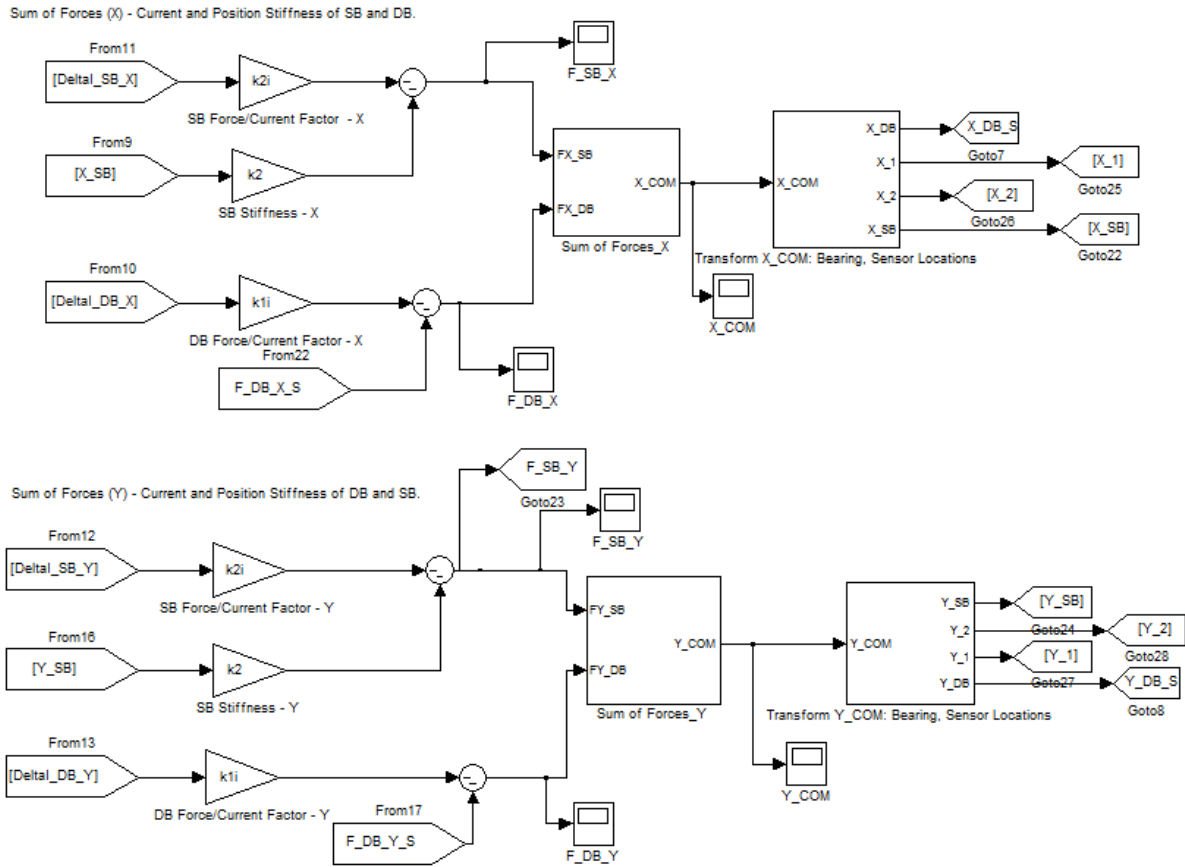 Sum of Forces (X) - Current and Position Stiffness of SB and DB.
From11
[DeltaI_SB_X]
k2i
SB Force/Current Factor - X
F_SB_X
From9
[X_SB]
k2
SB Stiffness - X
FX_SB
FX_DB
X_COM
Sum of Forces_X
X_COM
X_DB
X_1
X_2
X_SB
Transform X_COM: Bearing, Sensor Locations
X_DB_S
Goto7
[X_1]
Goto25
[X_2]
Goto26
[X_SB]
Goto22
X_COM
From10
[DeltaI_DB_X]
k1i
DB Force/Current Factor - X
From22
F_DB_X_S
F_DB_X
Sum of Forces (Y) - Current and Position Stiffness of DB and SB.
F_SB_Y
Goto23
F_SB_Y
From12
[DeltaI_SB_Y]
k2i
SB Force/Current Factor - Y
From16
[Y_SB]
k2
SB Stiffness - Y
FY_SB
FY_DB
Y_COM
Sum of Forces_Y
Y_COM
Y_SB
Y_2
Y_1
Y_DB
Transform Y_COM: Bearing, Sensor Locations
[Y_SB]
Goto24
[Y_2]
Goto28
[Y_1]
Goto27
Y_DB_S
Goto8
Y_COM
From13
[DeltaI_DB_Y]
k1i
DB Force/Current Factor - Y
From17
F_DB_Y_S
F_DB_Y